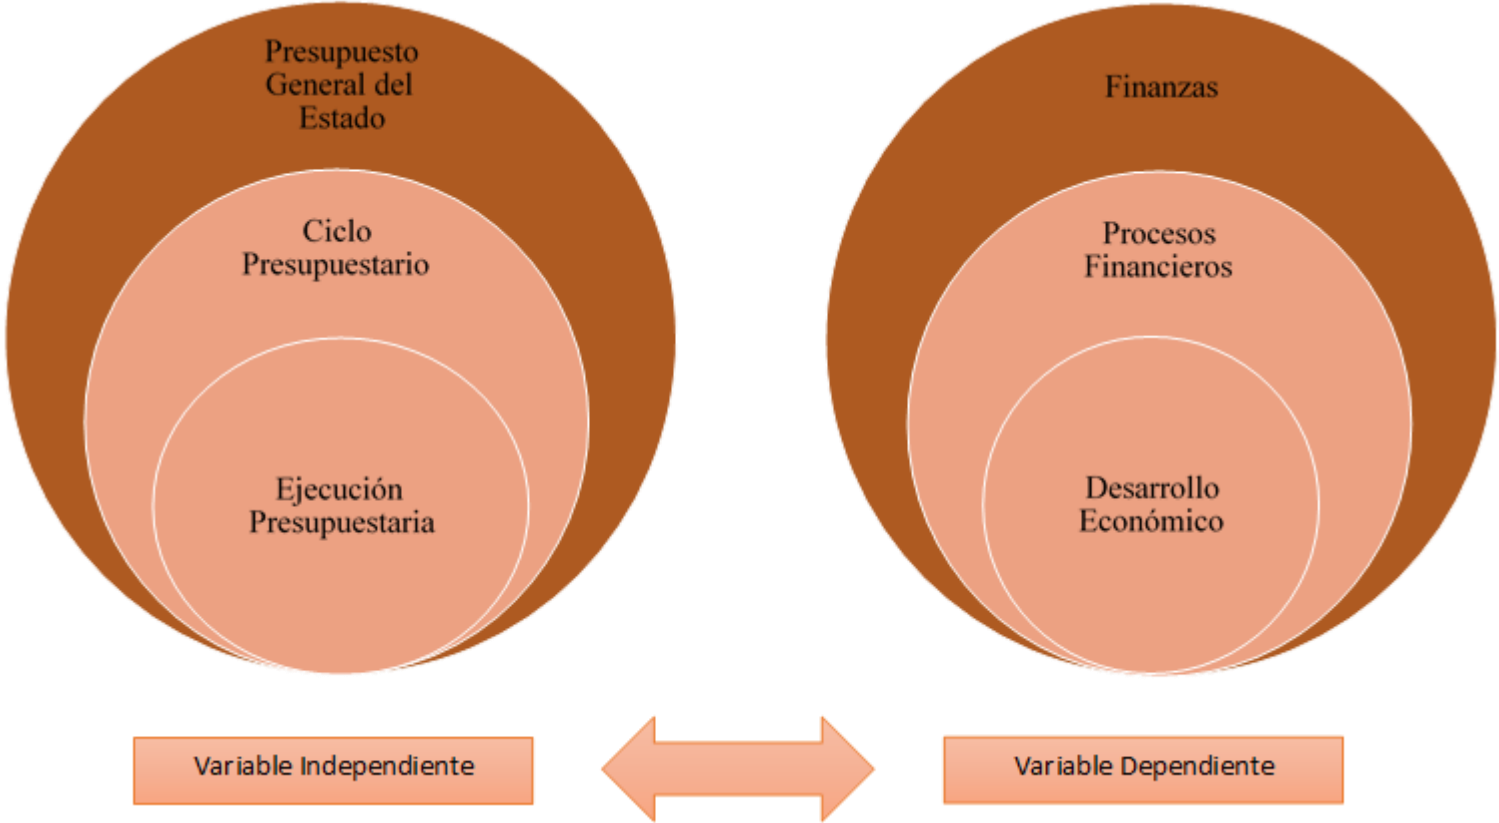 Presupuesto
General del
Estado
Ciclo
Presupuestario
Ejecución
Presupuestaria
Finanzas
Procesos
Financieros
Desarrollo
Económico
Variable Independiente
Variable Dependiente